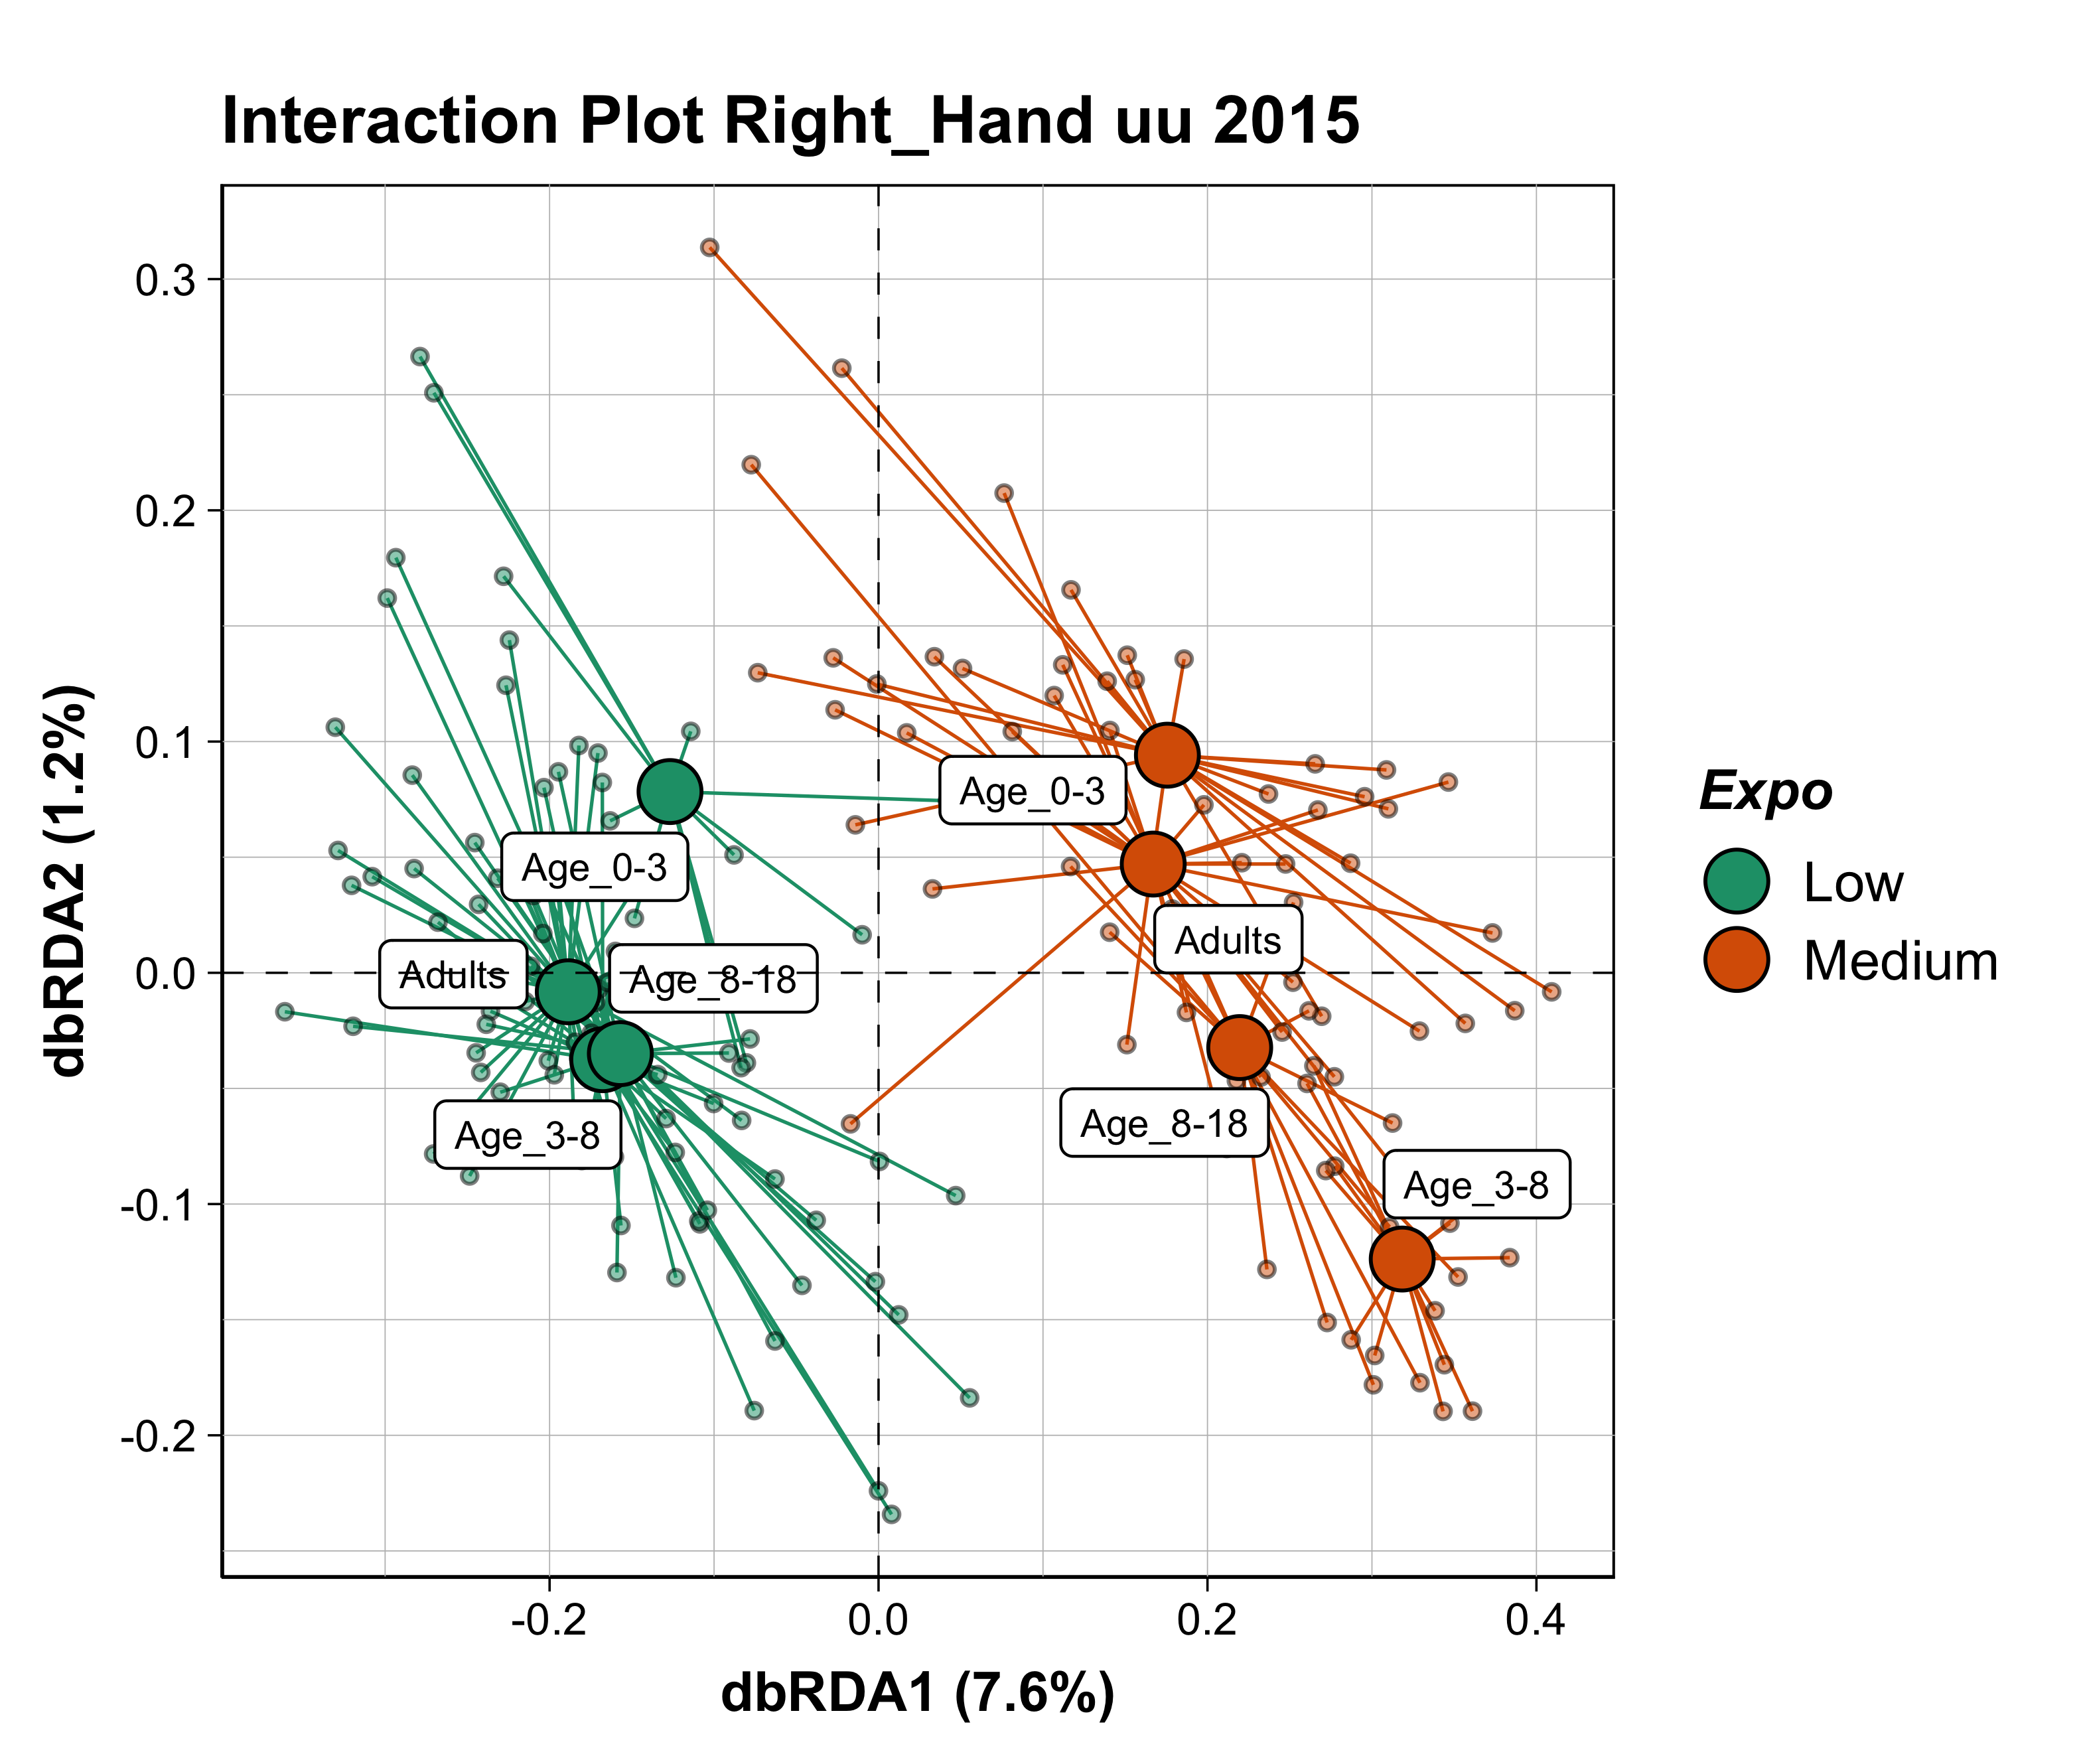 Interaction Plot Right_Hand uu 2015
dbRDA2 (1.2%)
0.3
0.2
0.1
0.0
-0.1
-0.2
Age_0-3
Age_0-3
Adults
Adults
Age_8-18
Age_3-8
Age_8-18
Age_3-8
-0.2
0.0
0.2
0.4
dbRDA1 (7.6%)
Expo
Low
Medium